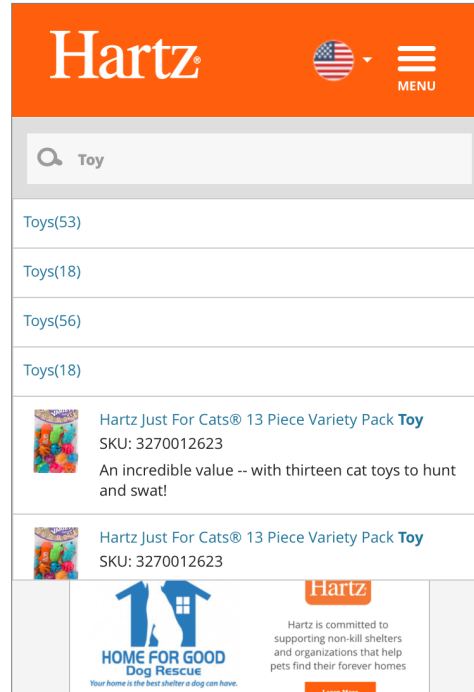 Hartz®
MENU
Toy
Toys(53)
Toys(18)
Toys(56)
Toys(18)
Hartz Just For Cats® 13 Piece Variety Pack Toy
SKU: 3270012623
An incredible value -- with thirteen cat toys to hunt
and swat!
Hartz Just For Cats® 13 Piece Variety Pack Toy
SKU: 3270012623
HOME FOR GOOD
Dog Rescue
Your home is the best shelter a dog can have.
Hartz
Hartz is committed to
supporting non-kill shelters
and organizations that help
pets find their forever homes
Learn More